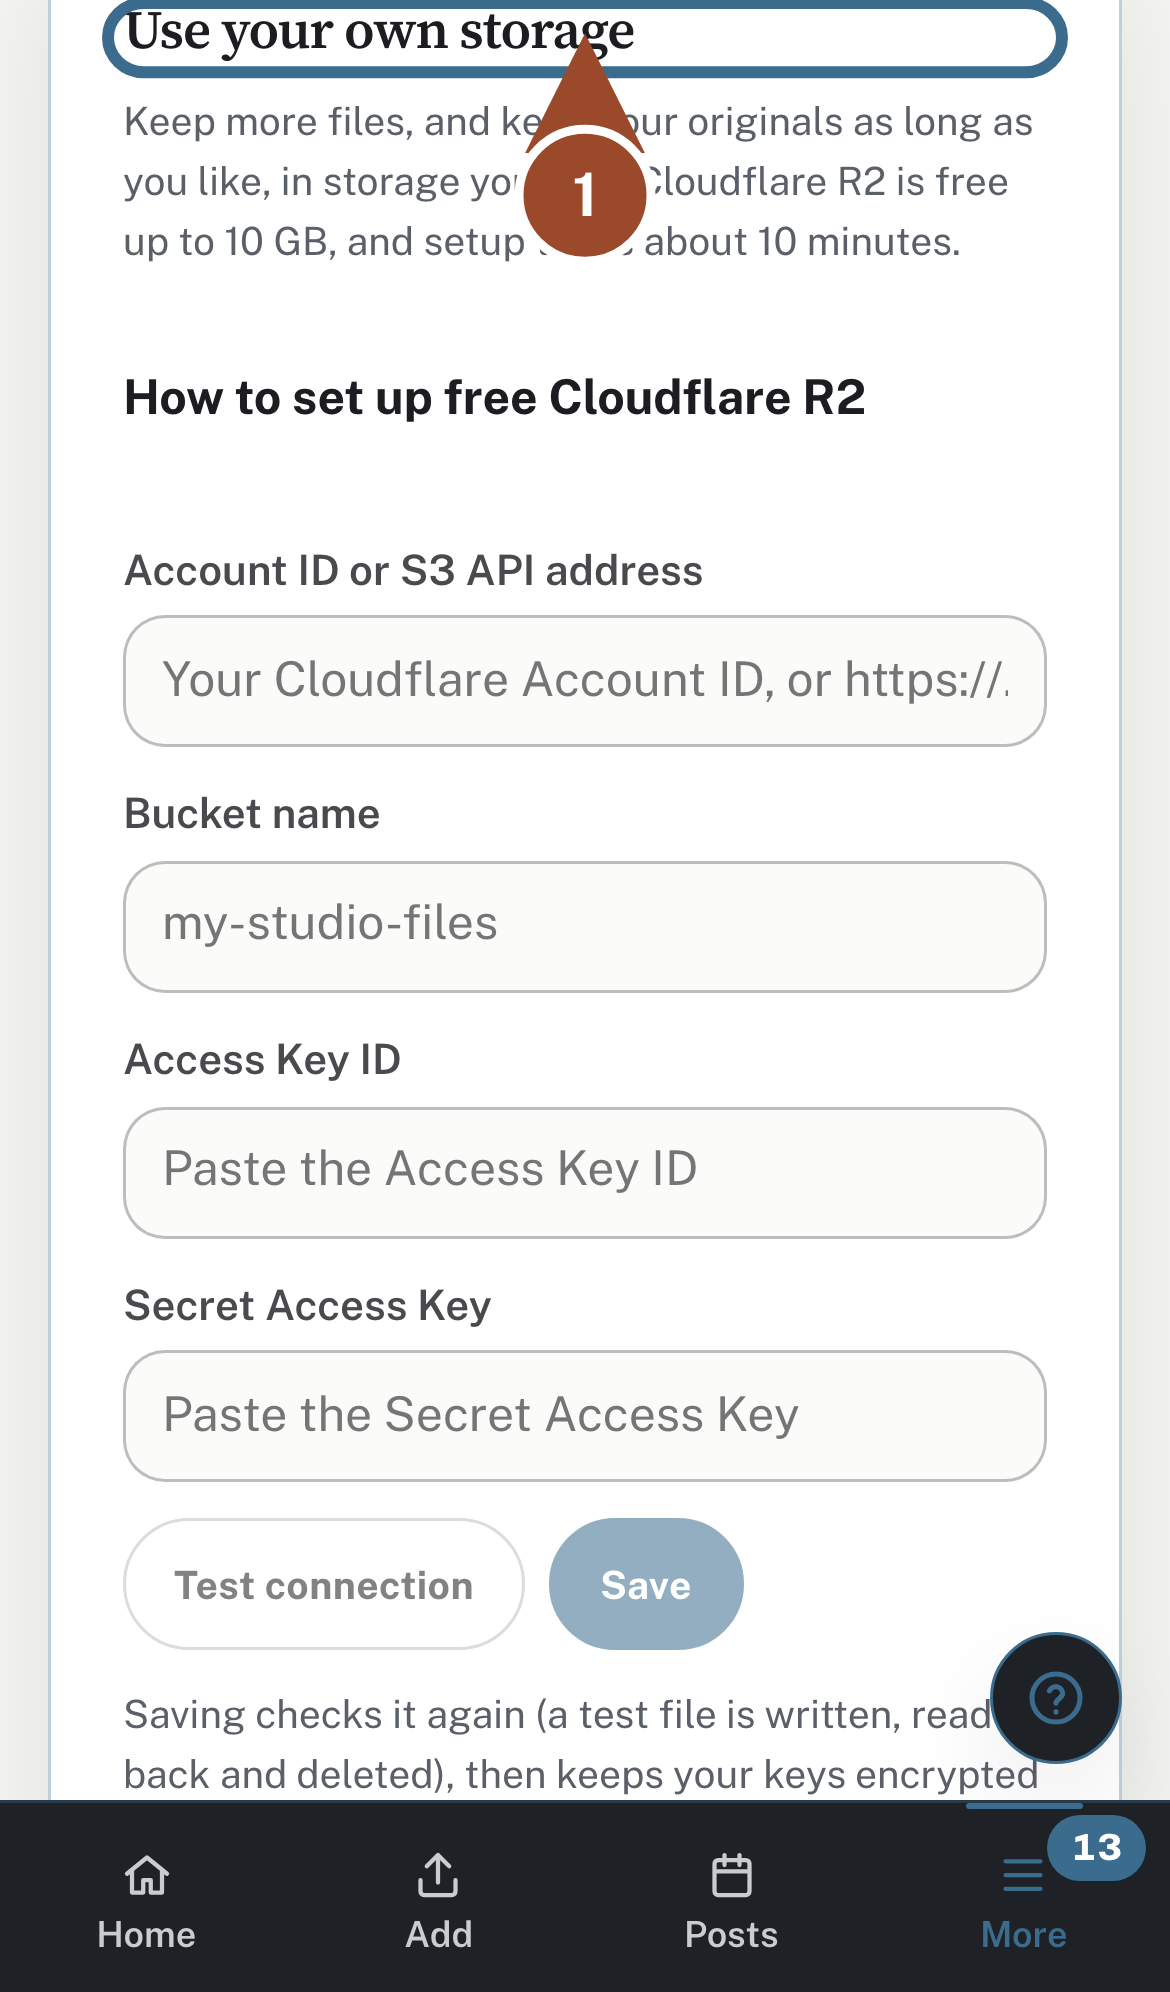 Use your own storage
Keep more files, and our originals as long as
you like, in storage Cloudflare R2 is free
up to 10 GB, and setup about 10 minutes.
1
How to set up free Cloudflare R2
Account ID or S3 API address
Your Cloudflare Account ID, or https://.
Bucket name
my-studio-files
Access Key ID
Paste the Access Key ID
Secret Access Key
Paste the Secret Access Key
Test connection
Save
Saving checks it again (a test file is written, read
back and deleted), then keeps your keys encrypted
13
Home
Add
Posts
More